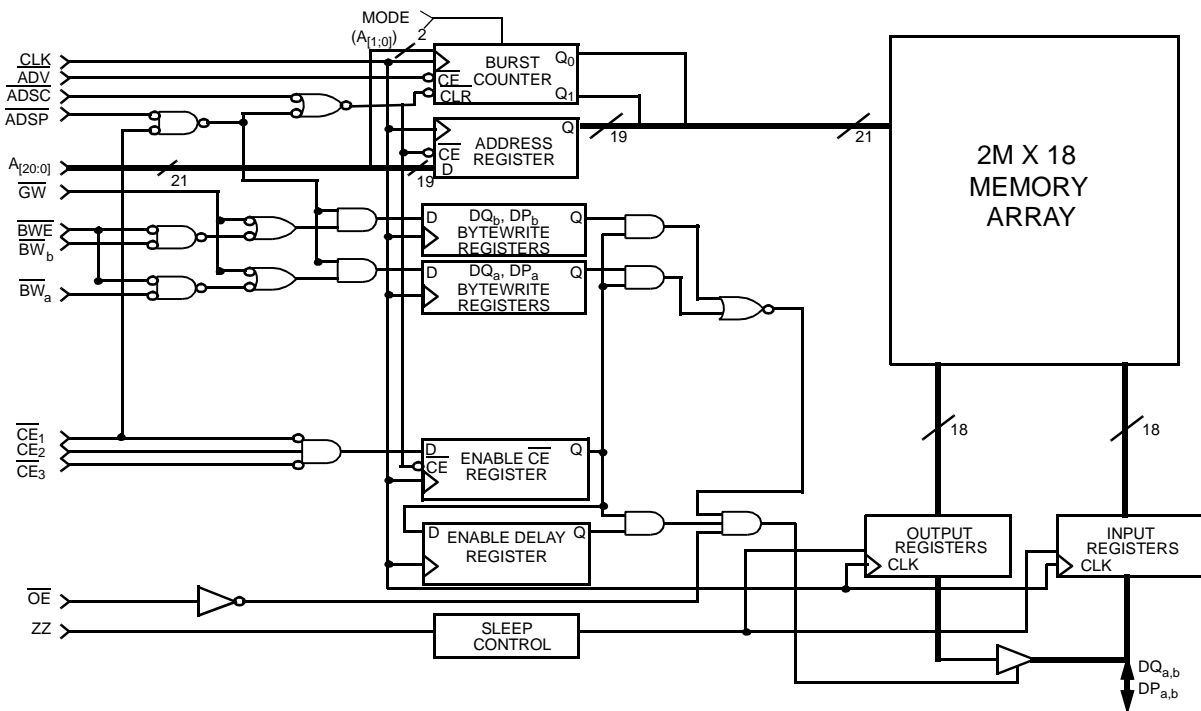 MODE
(A[1;0])
2
CLK
ADV
ADSC
ADSP
CE
CLR
BURST
COUNTER
Q0
Q1
A[20:0]
21
19
CE
D
ADDRESS
REGISTER
Q
19
21
2M X 18
MEMORY
ARRAY
GW
BWE
BWb
BWa
D
DQb, DPb
BYTEWRITE
REGISTERS
Q
D
DQa, DPa
BYTEWRITE
REGISTERS
Q
18
18
CE1
CE2
CE3
D
CE
ENABLE CE
REGISTER
Q
D
ENABLE DELAY
REGISTER
Q
OUTPUT
REGISTERS
CLK
INPUT
REGISTERS
CLK
OE
ZZ
SLEEP
CONTROL
DQa,b
DPa,b